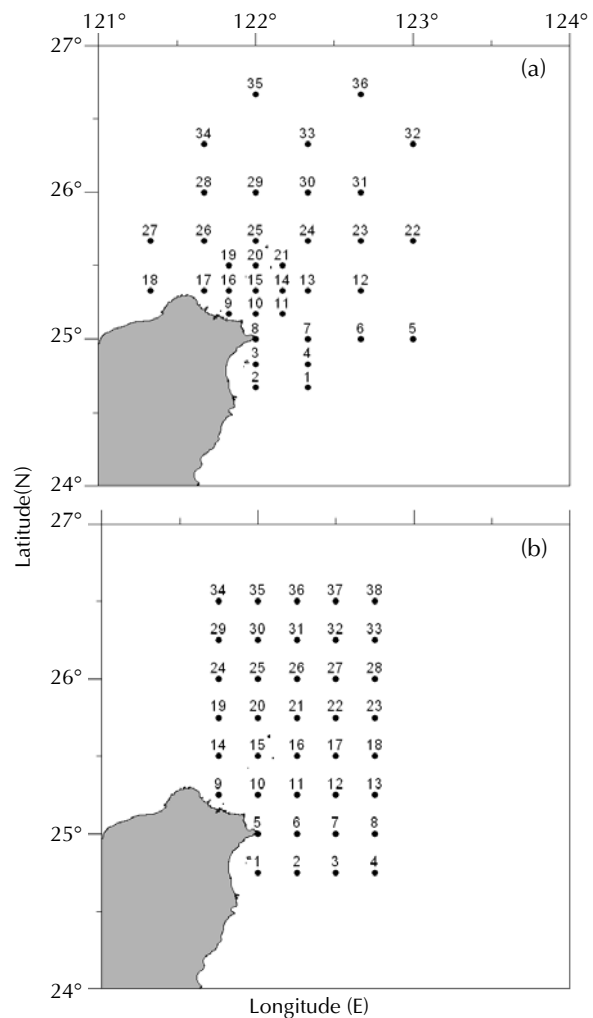 121° 122° 123° 124°
27°
(a)
35 36
34 33 32
28 29 30 31
26°
27 26 25 24 23 22
19 20 21
18 17 16 15 14 13 12
9 10 11
25°
8 7 6 5
3 4
2 1
24°
Latitude(N)
27°
(b)
34 35 36 37 38
29 30 31 32 33
26°
24 25 26 27 28
19 20 21 22 23
14 15 16 17 18
9 10 11 12 13
25°
5 6 7 8
1 2 3 4
24°
Longitude (E)